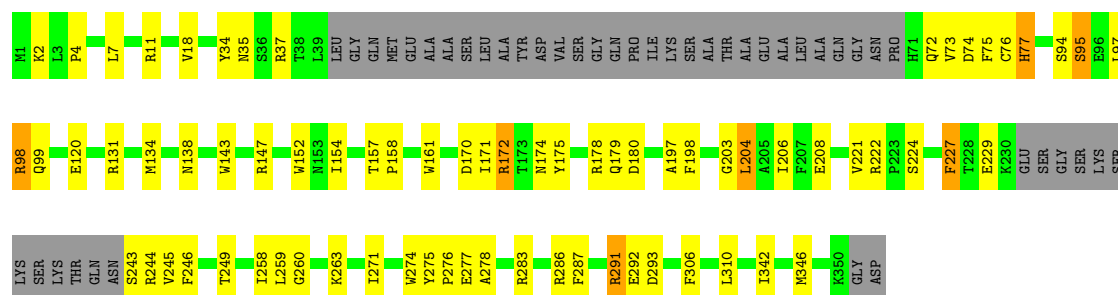 M1 K2 L3 P4 L7 R11 V18 Y34 N35 S36 R37 T38 L39 LEU GLY GLN MET GLU ALA ALA SER LEU ALA TYR ASP VAL SER GLY GLN PRO ILE LYS SER ALA THR ALA GLU ALA LEU ALA GLN GLY ASN PRO H71 Q72 V73 D74 F75 C76 H77 S94 S95 E96 L97
R98 Q99 E120 R131 M134 N138 W143 R147 W152 N153 I154 T157 P158 W161 D170 I171 R172 T173 N174 Y175 R178 Q179 D180 A197 F198 G203 L204 A205 I206 F207 E208 V221 R222 P223 S224 F227 T228 E229 K230 GLU SER GLY SER LYS SER
LYS SER LYS THR GLN ASN S243 R244 V245 F246 T249 I258 L259 G260 K263 I271 W274 Y275 P276 E277 A278 R283 R286 F287 R291 E292 D293 F306 L310 I342 M346 K350 GLY ASP